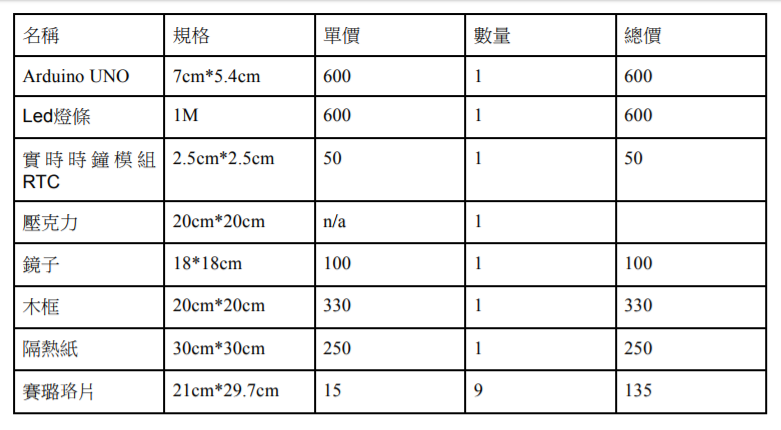 名稱 規格 單價 數量 總價
Arduino UNO 7cm*5.4cm 600 1 600
Led燈條 1M 600 1 600
實時時鐘模組 2.5cm*2.5cm 50 1 50
RTC
壓克力 20cm*20cm n/a 1
鏡子 18*18cm 100 1 100
木框 20cm*20cm 330 1 330
隔熱紙 30cm*30cm 250 1 250
賽璐珞片 21cm*29.7cm 15 9 135